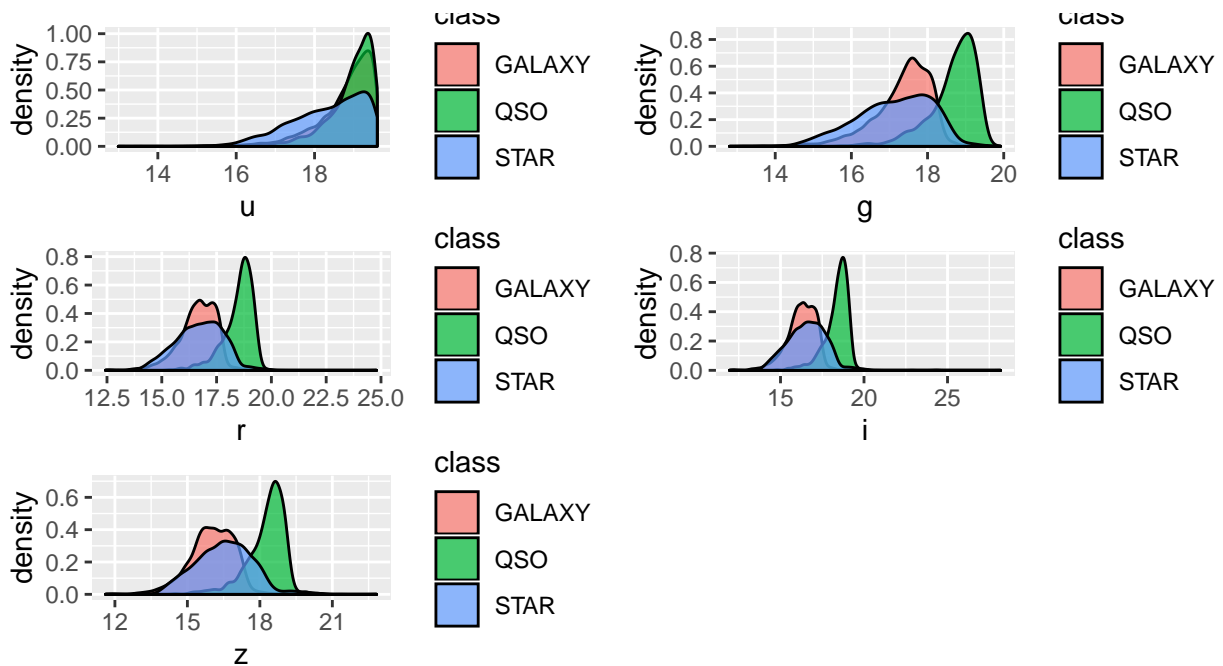 class
1.00
0.75
0.50
0.25
0.00
density
14 16 18
u
GALAXY
QSO
STAR
class
0.8
0.6
0.4
0.2
0.0
density
14 16 18 20
g
GALAXY
QSO
STAR
class
0.8
0.6
0.4
0.2
0.0
density
12.5 15.0 17.5 20.0 22.5 25.0
r
GALAXY
QSO
STAR
class
0.8
0.6
0.4
0.2
0.0
density
15 20 25
i
GALAXY
QSO
STAR
class
0.6
0.4
0.2
0.0
density
12 15 18 21
z
GALAXY
QSO
STAR